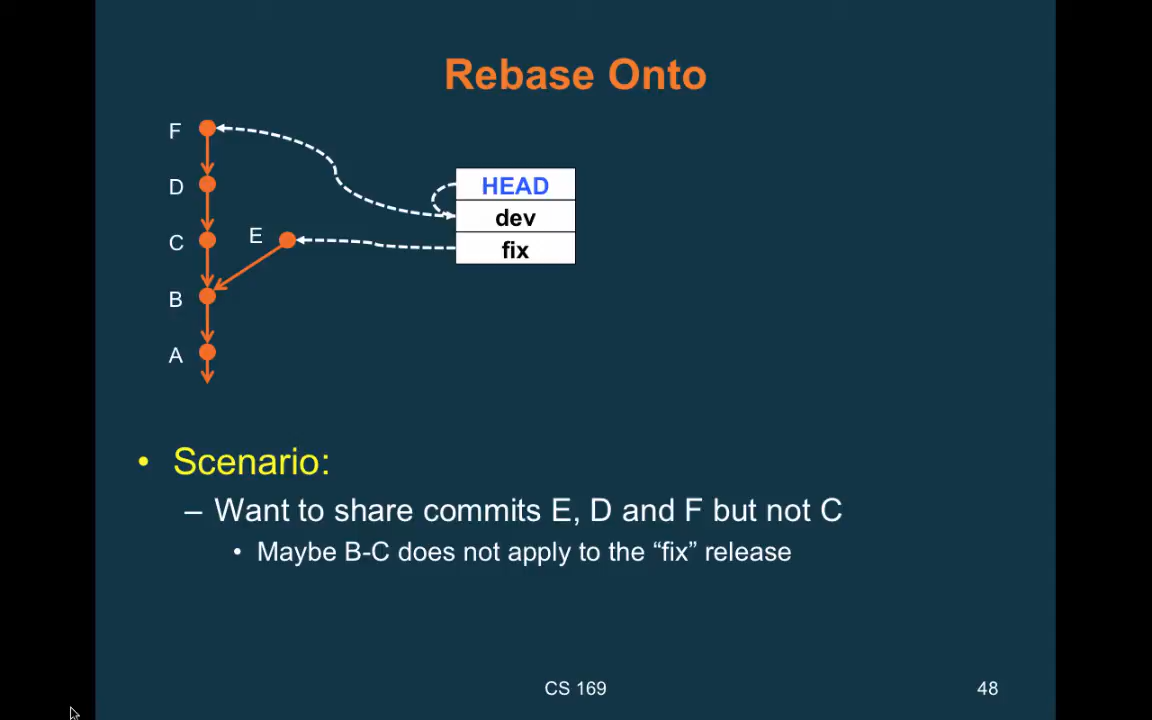 Rebase Onto
F
D
C
E
B
A
HEAD
dev
fix
• Scenario:
– Want to share commits E, D and F but not C
• Maybe B-C does not apply to the “fix” release
CS 169
48